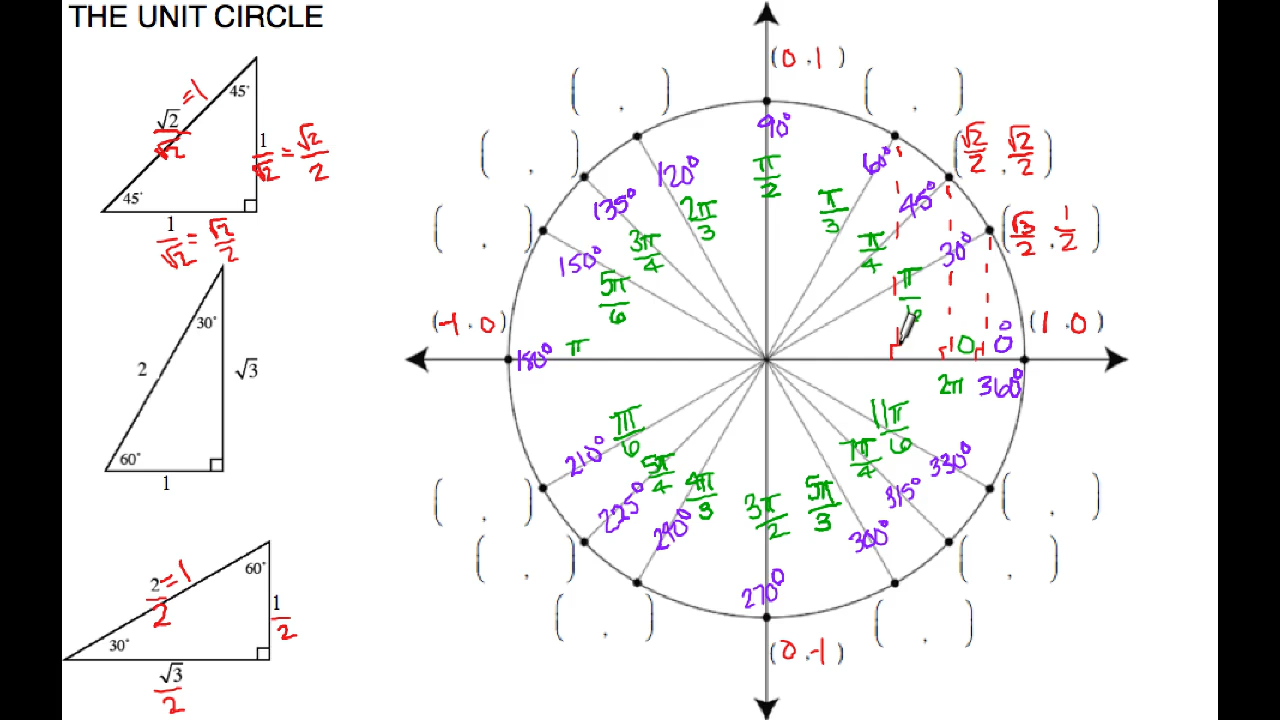 THE UNIT CIRCLE
45°
√2/√2 = 1
1/√2 = √2/2
45°
1/√2 = √2/2
30°
2
√3
60°
1
60°
2/2 = 1
1/2
30°
√3/2
(0,1)
( , )
( , )
90°
π/2
60°
π/3
(√2/2, √2/2)
45°
π/4
(√3/2, 1/2)
30°
π/6
(1,0)
0 0°
2π 360°
( , )
120°
2π/3
( , )
135°
3π/4
150°
5π/6
(-1,0)
180° π
7π/6
210°
5π/4
225°
4π/3
240°
3π/2
270°
5π/3
300°
7π/4
315°
11π/6
330°
( , )
( , )
( , )
( , )
( , )
( , )
(0,-1)